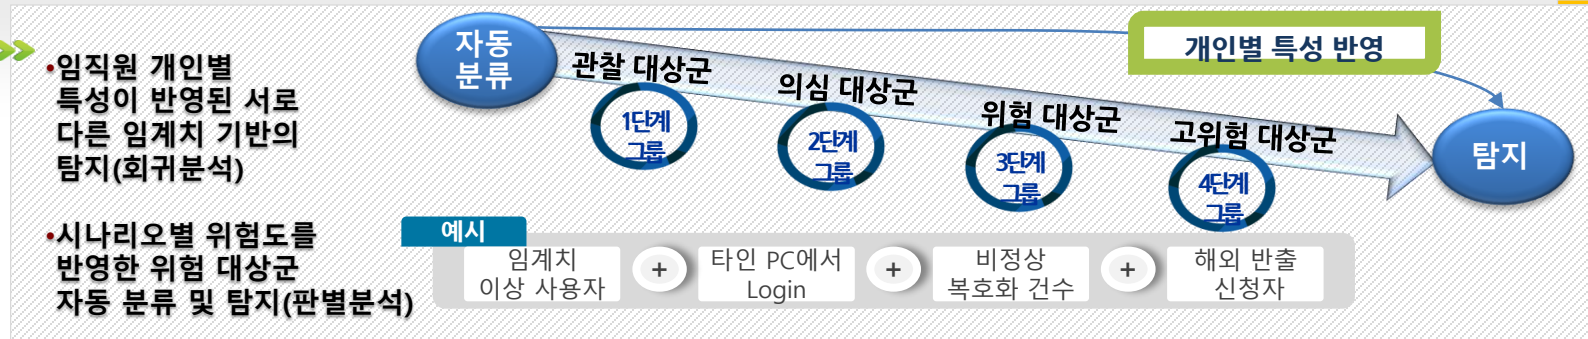 •임직원 개인별
특성이 반영된 서로
다른 임계치 기반의
탐지(회귀분석)
•시나리오별 위험도를
반영한 위험 대상군
자동 분류 및 탐지(판별분석)
자동
분류
관찰 대상군
1단계
그룹
의심 대상군
2단계
그룹
위험 대상군
3단계
그룹
고위험 대상군
4단계
그룹
개인별 특성 반영
탐지
예시
임계치
이상 사용자
+
타인 PC에서
Login
+
비정상
복호화 건수
+
해외 반출
신청자